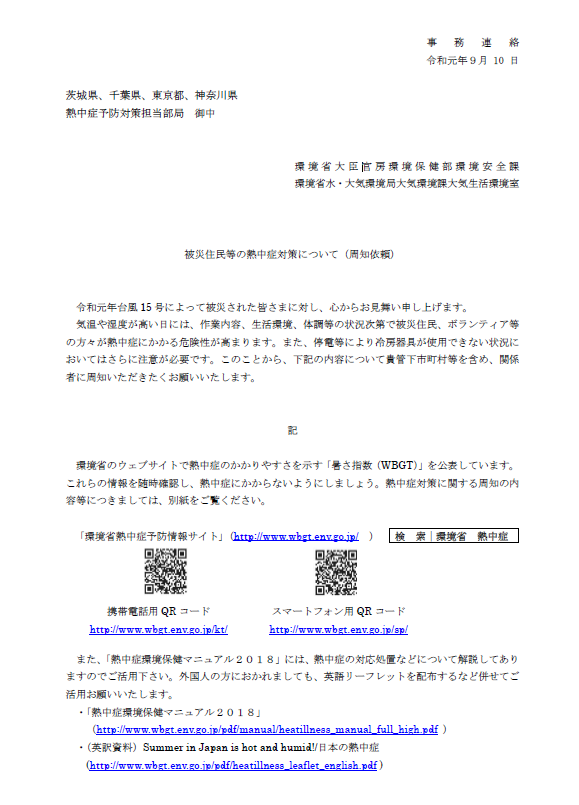 事　務　連　絡
令和元年９月 10 日
茨城県、千葉県、東京都、神奈川県
熱中症予防対策担当部局　御中
環境省大臣官房環境保健部環境安全課
環境省水・大気環境局大気環境課大気生活環境室
被災住民等の熱中症対策について（周知依頼）
令和元年台風 15 号によって被災された皆さまに対し、心からお見舞い申し上げます。
気温や湿度が高い日には、作業内容、生活環境、体調等の状況次第で被災住民、ボランティア等
の方々が熱中症にかかる危険性が高まります。また、停電等により冷房器具が使用できない状況に
おいてはさらに注意が必要です。このことから、下記の内容について貴管下市町村等を含め、関係
者に周知いただきたくお願いいたします。
記
環境省のウェブサイトで熱中症のかかりやすさを示す「暑さ指数（WBGT）」を公表しています。
これらの情報を随時確認し、熱中症にかからないようにしましょう。熱中症対策に関する周知の内
容等につきましては、別紙をご覧ください。
「環境省熱中症予防情報サイト」（http://www.wbgt.env.go.jp/　）　検　索｜環境省　熱中症
携帯電話用 QR コード　スマートフォン用 QR コード
http://www.wbgt.env.go.jp/kt/　http://www.wbgt.env.go.jp/sp/
また、「熱中症環境保健マニュアル２０１８」には、熱中症の対応処置などについて解説してあり
ますのでご活用下さい。外国人の方におかれましても、英語リーフレットを配布するなど併せてご
活用お願いいたします。
・「熱中症環境保健マニュアル２０１８」
（http://www.wbgt.env.go.jp/pdf/manual/heatillness_manual_full_high.pdf ）
・（英訳資料）Summer in Japan is hot and humid!/日本の熱中症
(http://www.wbgt.env.go.jp/pdf/heatillness_leaflet_english.pdf )